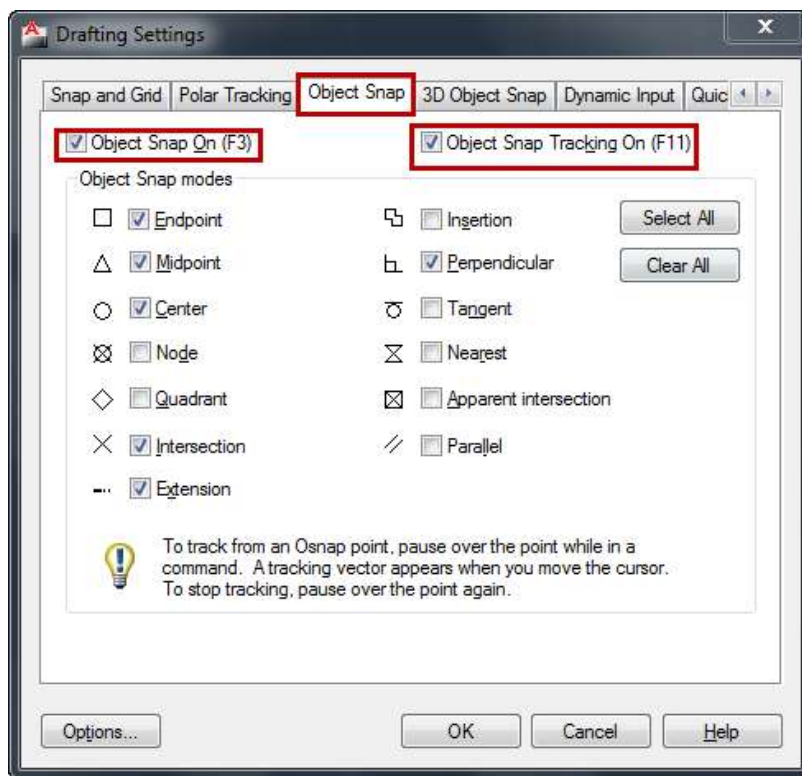 Drafting Settings
x
Snap and Grid Polar Tracking Object Snap 3D Object Snap Dynamic Input Quic
Object Snap On (F3) Object Snap Tracking On (F11)
Object Snap modes
Endpoint Insertion Select All
Midpoint Perpendicular Clear All
Center Tangent
Node Nearest
Quadrant Apparent intersection
Intersection Parallel
Extension
To track from an Osnap point, pause over the point while in a
command. A tracking vector appears when you move the cursor.
To stop tracking, pause over the point again.
Options... OK Cancel Help